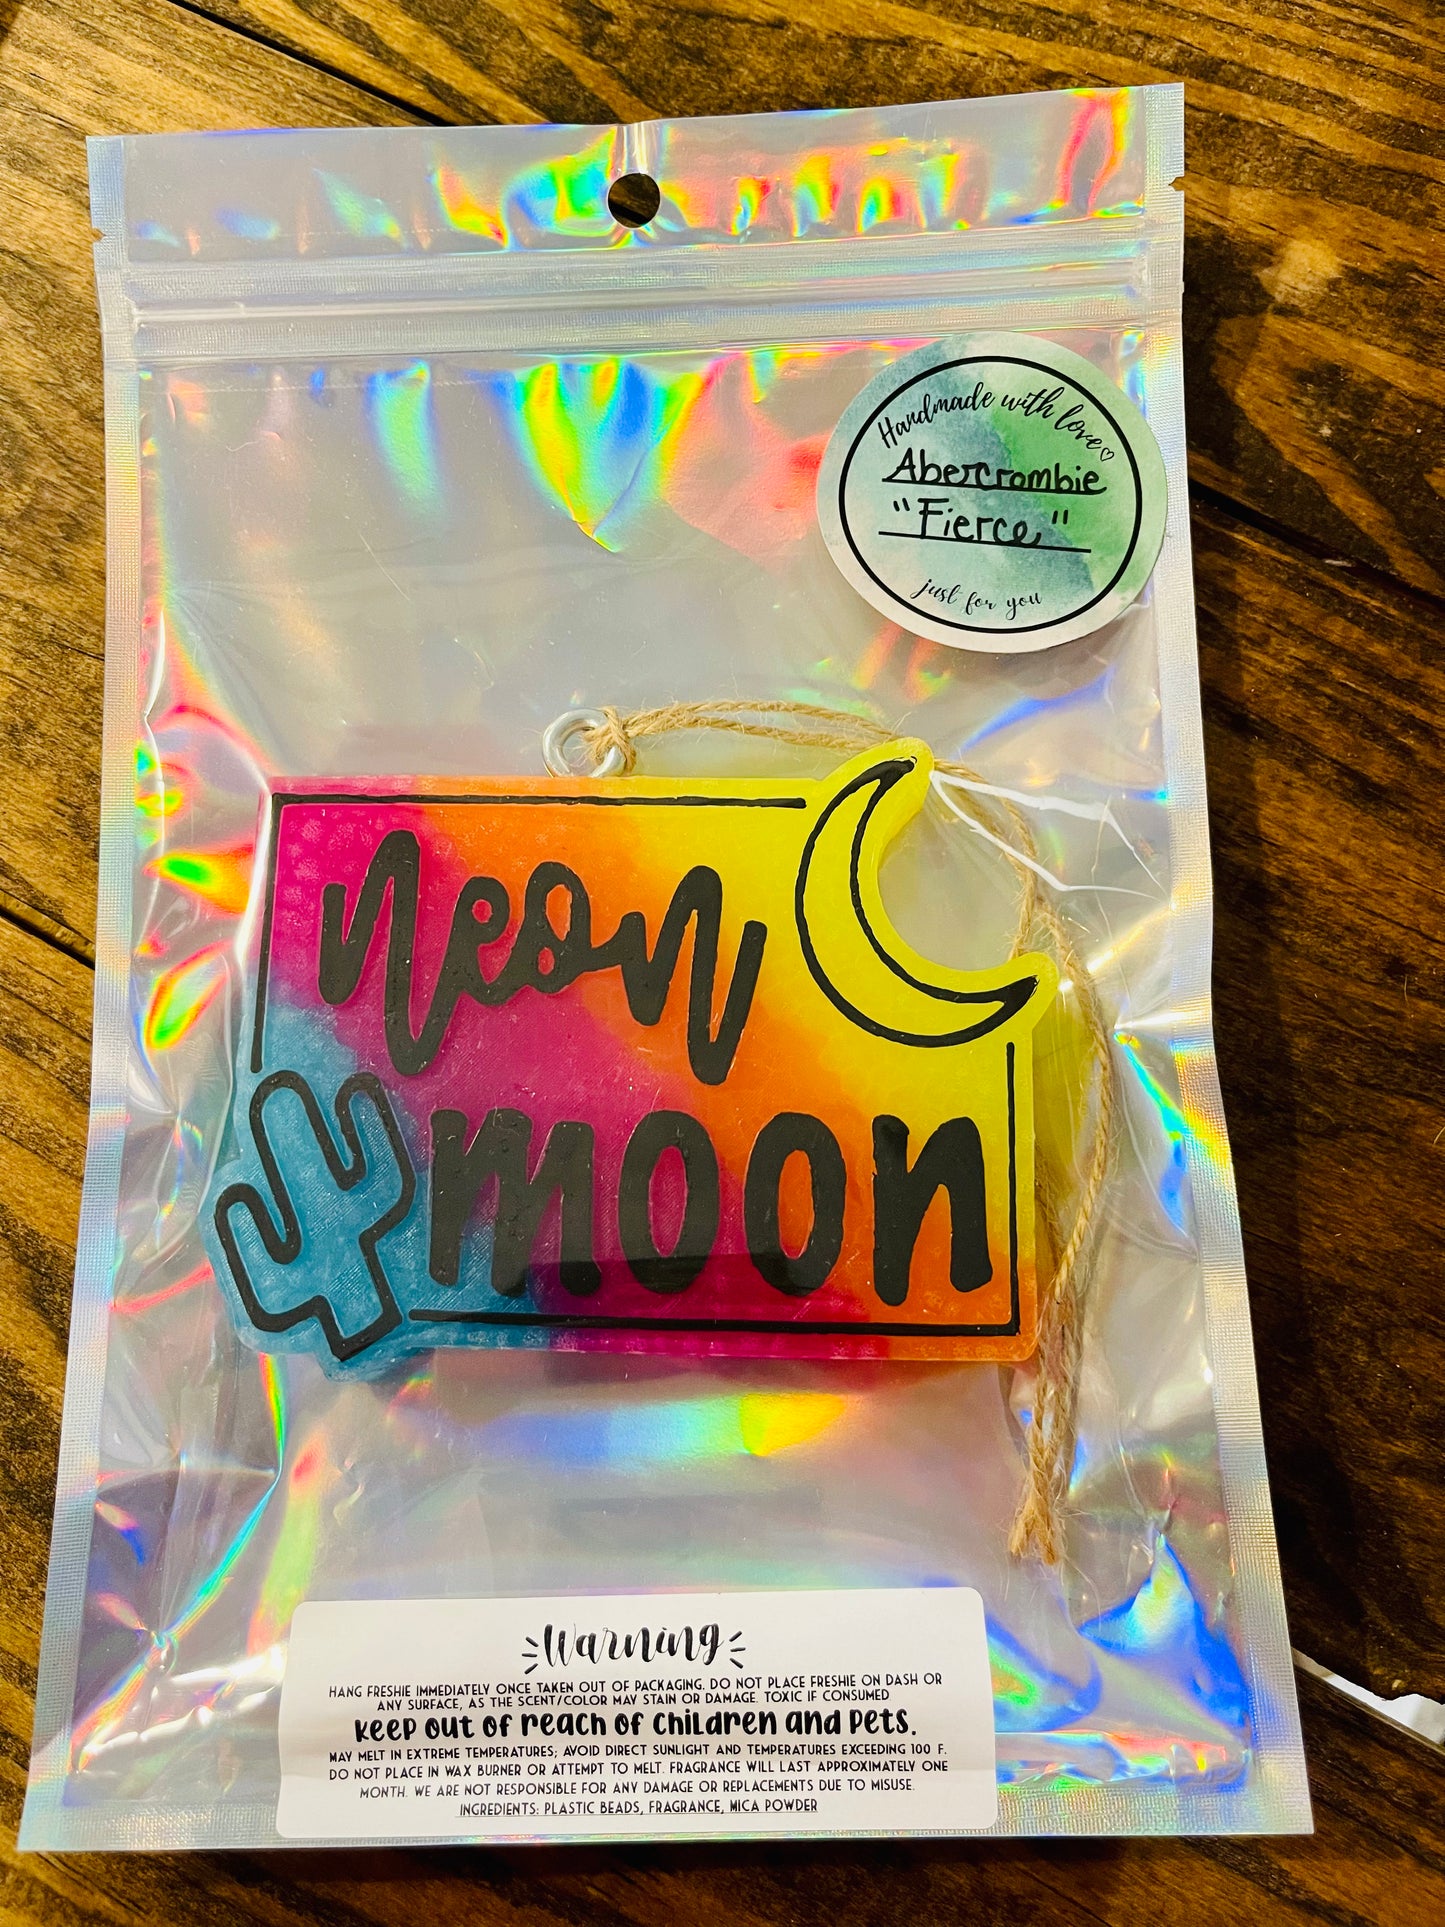 Handmade with love
Abercrombie
"Fierce"
just for you
neon
moon
Warning
HANG FRESHIE IMMEDIATELY ONCE TAKEN OUT OF PACKAGING. DO NOT PLACE FRESHIE ON DASH OR
ANY SURFACE, AS THE SCENT/COLOR MAY STAIN OR DAMAGE. TOXIC IF CONSUMED
Keep out of reach of children and pets.
MAY MELT IN EXTREME TEMPERATURES; AVOID DIRECT SUNLIGHT AND TEMPERATURES EXCEEDING 100 F.
DO NOT PLACE IN WAX BURNER OR ATTEMPT TO MELT. FRAGRANCE WILL LAST APPROXIMATELY ONE
MONTH. WE ARE NOT RESPONSIBLE FOR ANY DAMAGE OR REPLACEMENTS DUE TO MISUSE.
INGREDIENTS: PLASTIC BEADS, FRAGRANCE, MICA POWDER